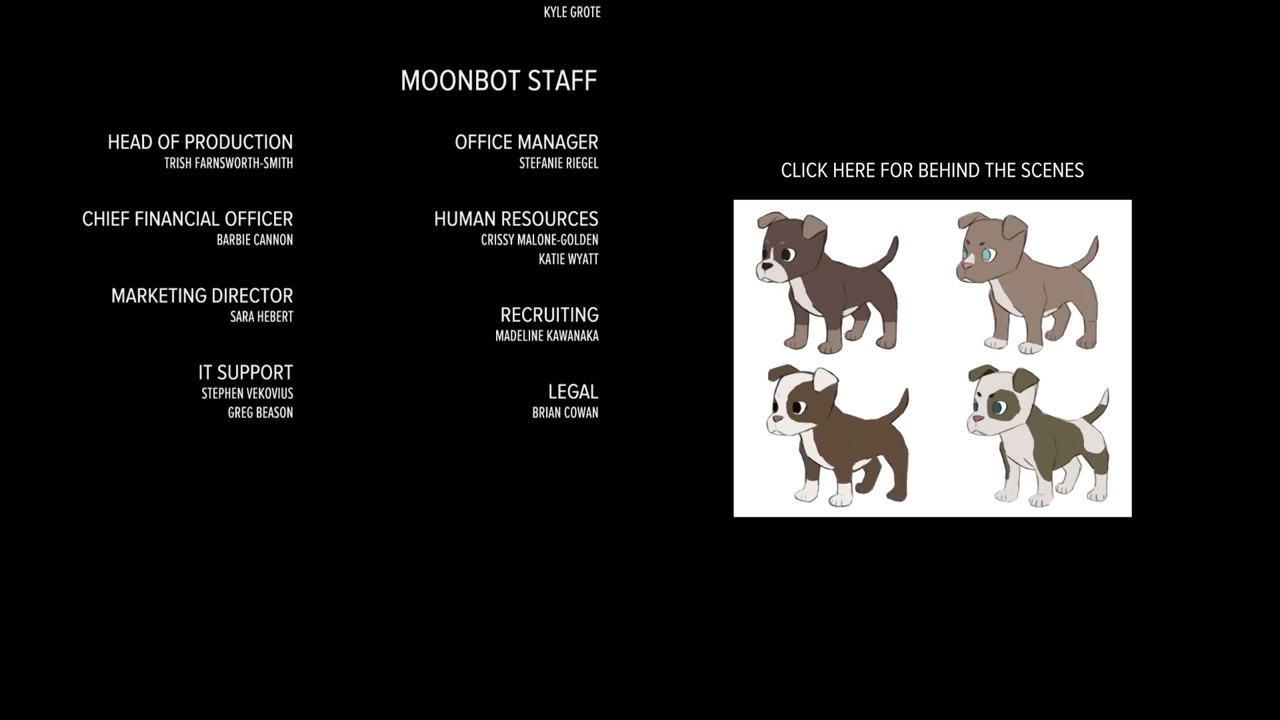 KYLE GROTE
MOONBOT STAFF
HEAD OF PRODUCTION
TRISH FARNSWORTH-SMITH
CHIEF FINANCIAL OFFICER
BARBIE CANNON
MARKETING DIRECTOR
SARA HEBERT
IT SUPPORT
STEPHEN VEKOVIUS
GREG BEASON
OFFICE MANAGER
STEFANIE RIEGEL
HUMAN RESOURCES
CRISSY MALONE-GOLDEN
KATIE WYATT
RECRUITING
MADELINE KAWANAKA
LEGAL
BRIAN COWAN
CLICK HERE FOR BEHIND THE SCENES